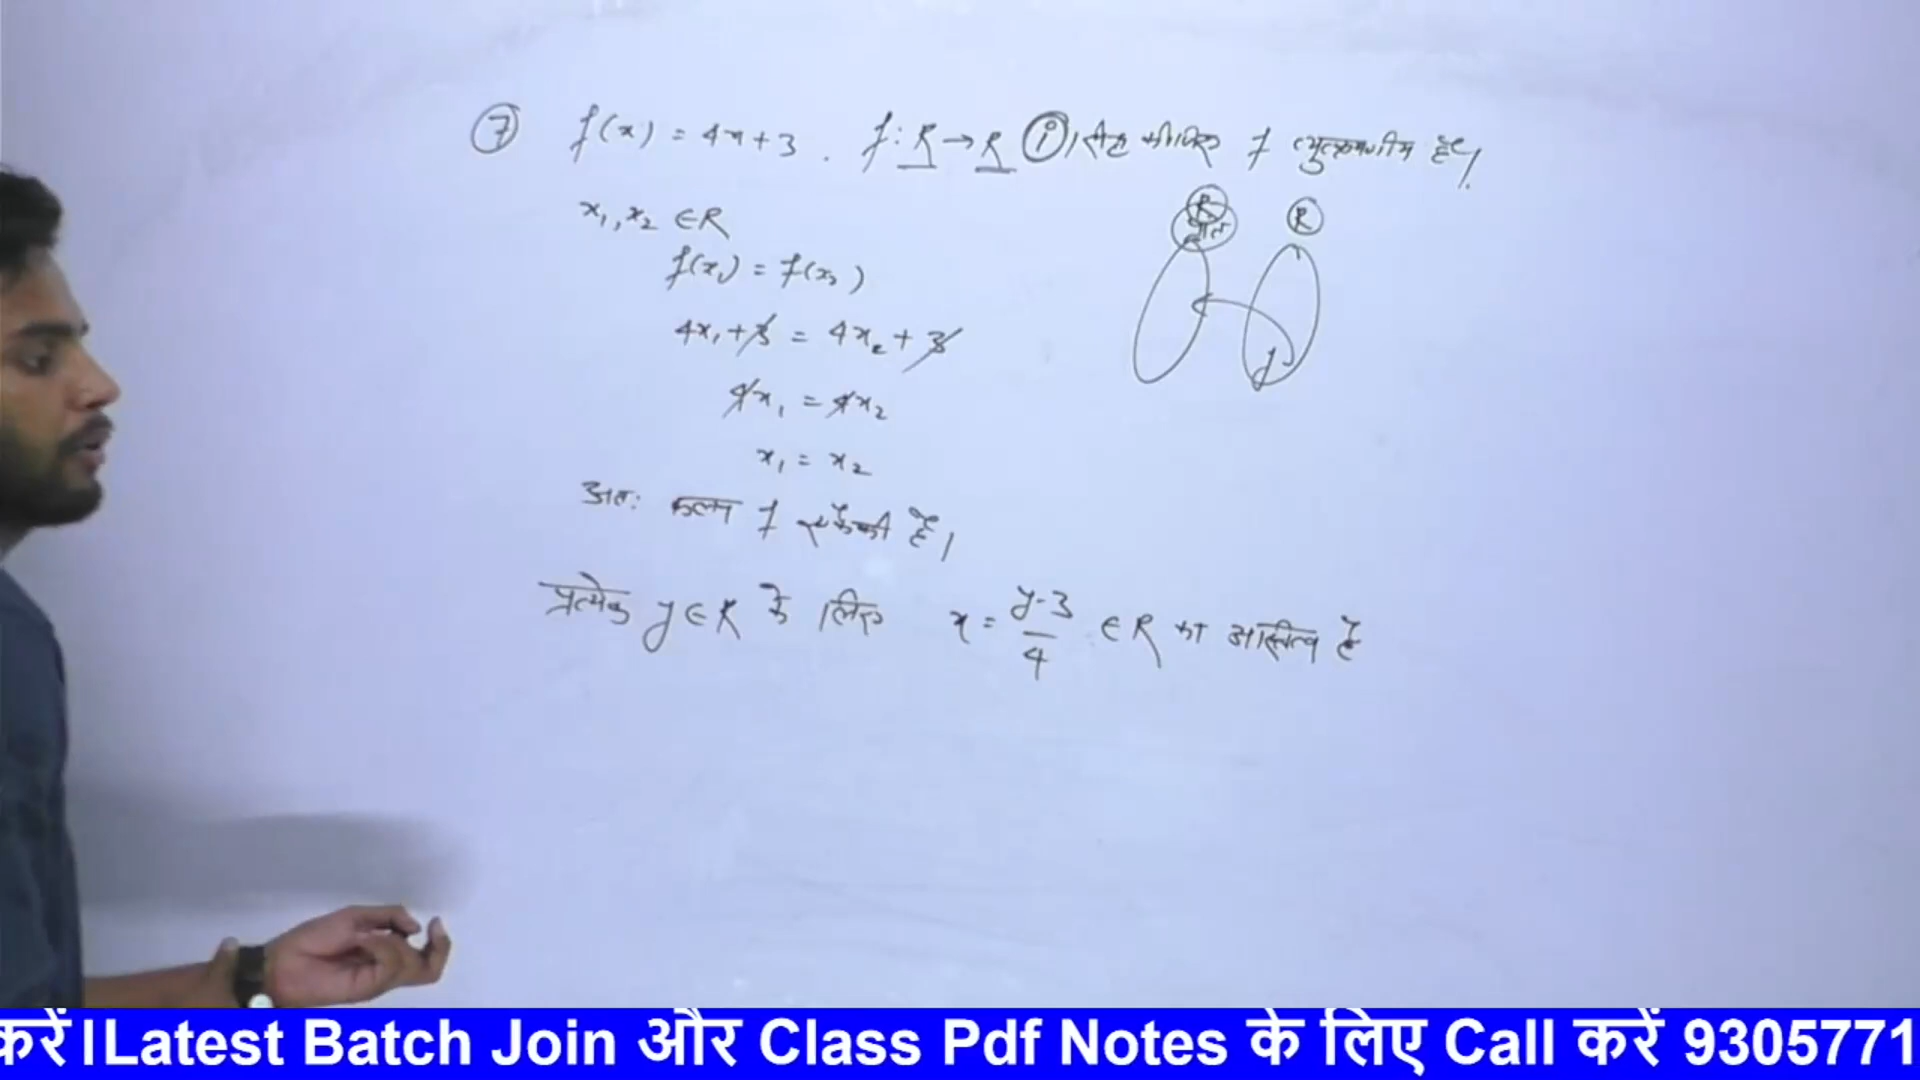 ⑦ f(x) = 4x+3 . f: R → R ⓘ सिद्ध कीजिए f व्युत्क्रमणीय है।
R R
प्रांत
x₁, x₂ ∈ R
f(x₁) = f(x₂)
4x₁+3 = 4x₂+3
4x₁ = 4x₂
y
x₁ = x₂
अत: फलन f एकैकी है।
प्रत्येक y ∈ R के लिए x = y-3/4 ∈ R का अस्तित्व है
करें।Latest Batch Join और Class Pdf Notes के लिए Call करें 9305771